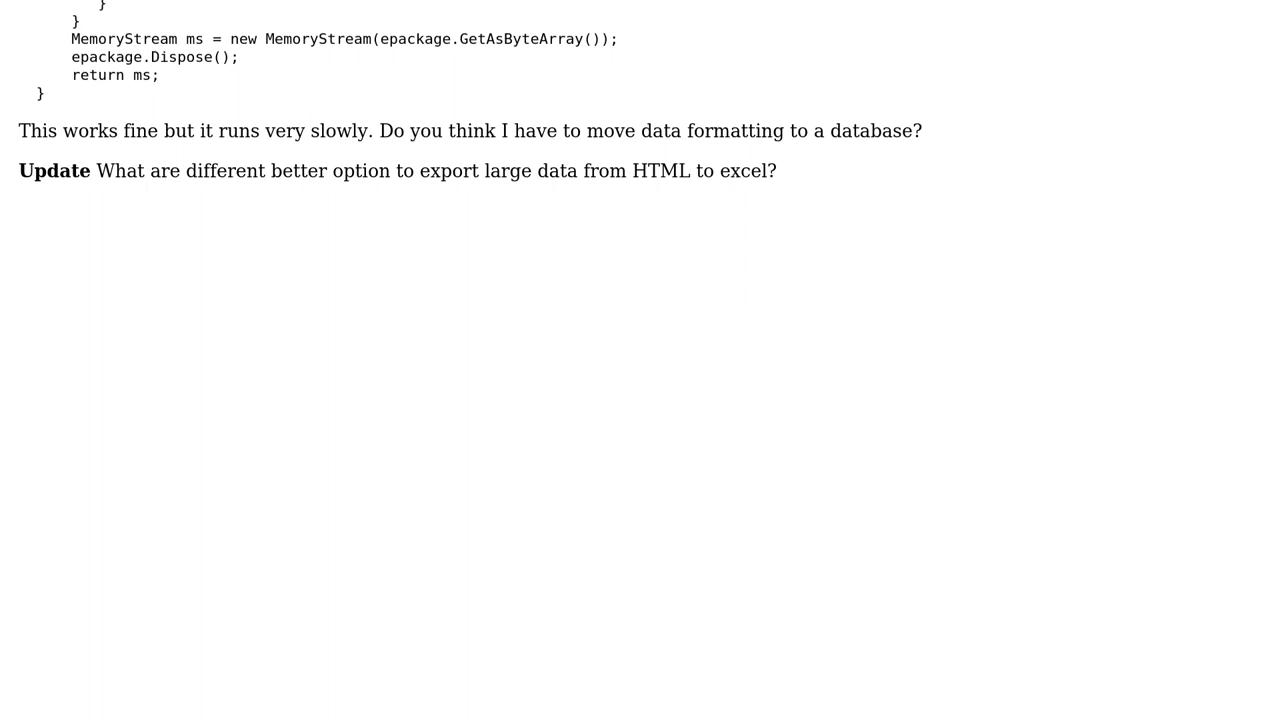 }
}
MemoryStream ms = new MemoryStream(epackage.GetAsByteArray());
epackage.Dispose();
return ms;
}
This works fine but it runs very slowly. Do you think I have to move data formatting to a database?
Update What are different better option to export large data from HTML to excel?